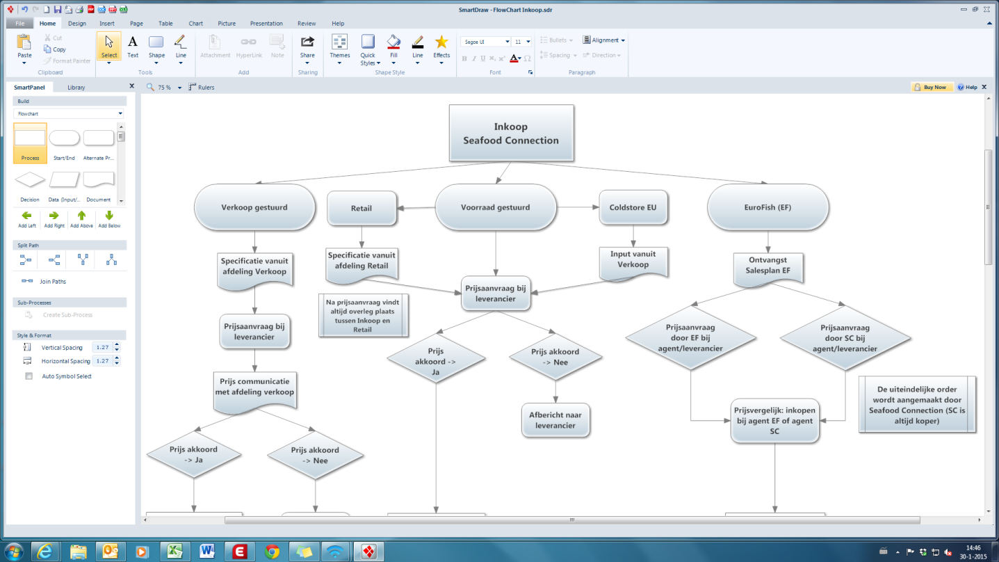 SmartDraw - FlowChart Inkoop.sdr
File
Home
Design
Insert
Page
Table
Chart
Picture
Presentation
Review
Help
Paste
Cut
Copy
Format Painter
Clipboard
Select
Text
Shape
Line
Tools
Attachment
HyperLink
Note
Add
Share
Sharing
Themes
Quick
Styles
Fill
Line
Effects
Shape Style
Segoe UI
11
B I U X₂ X² A Ω
Font
Bullets
Alignment
Spacing
Direction
Paragraph
SmartPanel
Library
X
75 %
Rulers
Buy Now
Help
X
Build
Flowchart
Process
Start/End
Alternate Pr...
Decision
Data (Input/...
Document
Add Left
Add Right
Add Above
Add Below
Split Path
Join Paths
Sub-Processes
Create Sub-Process
Style & Format
Vertical Spacing
1.27
Horizontal Spacing
1.27
Auto Symbol Select
Inkoop
Seafood Connection
Verkoop gestuurd
Retail
Voorraad gestuurd
Coldstore EU
EuroFish (EF)
Specificatie vanuit
afdeling Verkoop
Specificatie vanuit
afdeling Retail
Input vanuit
Verkoop
Ontvangst
Salesplan EF
Prijsaanvraag bij
leverancier
Na prijsaanvraag vindt
altijd overleg plaats
tussen Inkoop en
Retail
Prijsaanvraag bij
leverancier
Prijsaanvraag
door EF bij
agent/leverancier
Prijsaanvraag
door SC bij
agent/leverancier
Prijs
akkoord ->
Ja
Prijs akkoord
-> Nee
Prijs communicatie
met afdeling verkoop
Afbericht naar
leverancier
Prijsvergelijk: inkopen
bij agent EF of agent
SC
De uiteindelijke order
wordt aangemaakt door
Seafood Connection (SC is
altijd koper)
Prijs akkoord
-> Ja
Prijs akkoord
-> Nee
14:46
30-1-2015